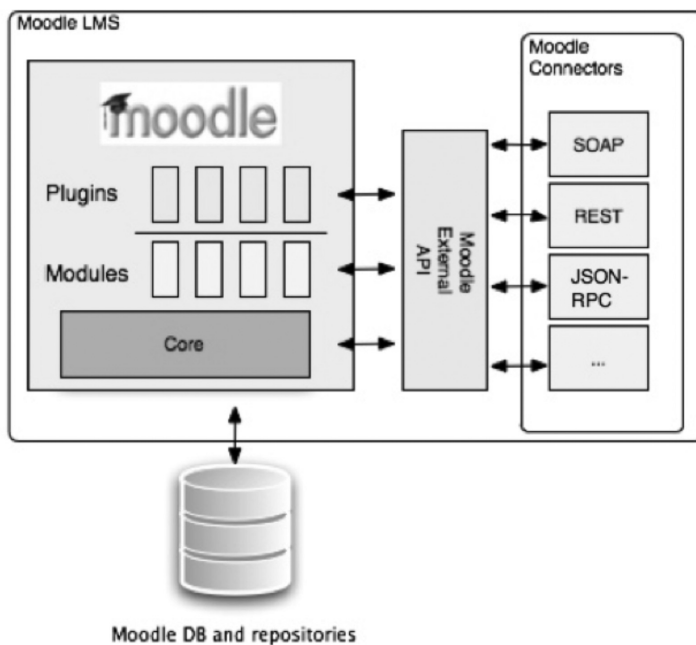 Moodle LMS
moodle
Plugins
Modules
Core
Moodle
External
API
Moodle
Connectors
SOAP
REST
JSON-
RPC
...
Moodle DB and repositories